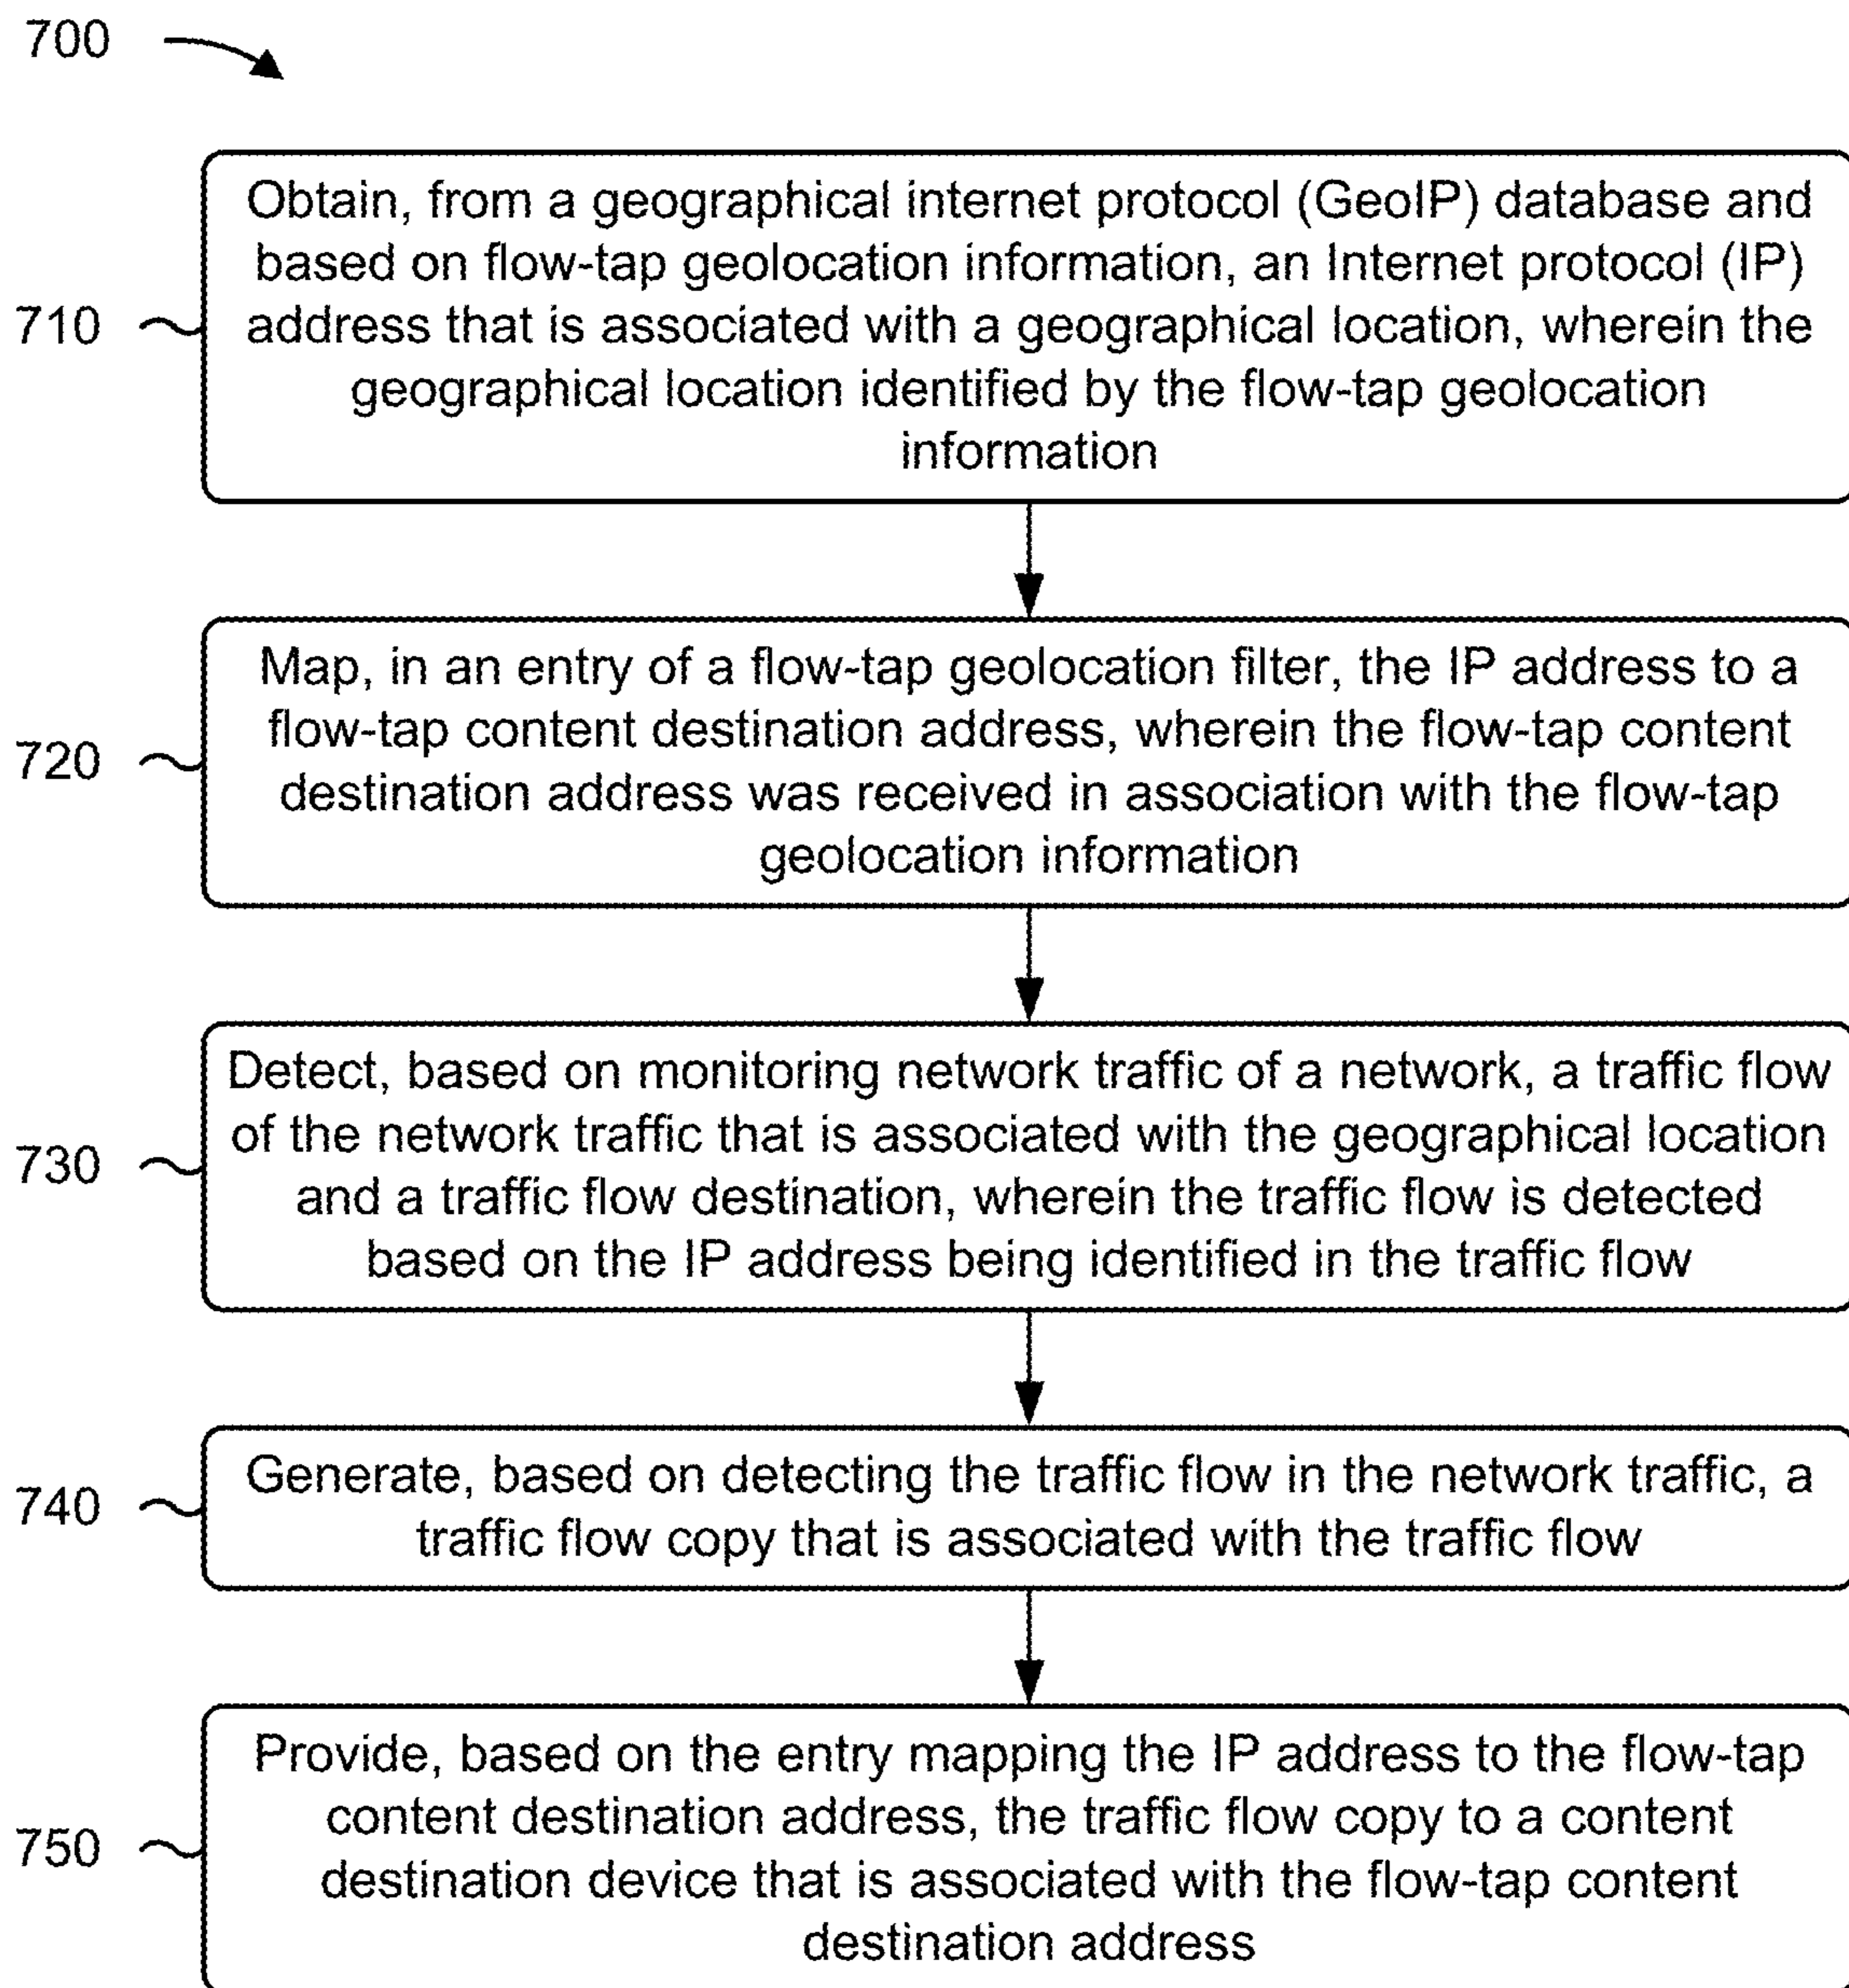 700
710
Obtain, from a geographical internet protocol (GeoIP) database and
based on flow-tap geolocation information, an Internet protocol (IP)
address that is associated with a geographical location, wherein the
geographical location identified by the flow-tap geolocation
information
720
Map, in an entry of a flow-tap geolocation filter, the IP address to a
flow-tap content destination address, wherein the flow-tap content
destination address was received in association with the flow-tap
geolocation information
730
Detect, based on monitoring network traffic of a network, a traffic flow
of the network traffic that is associated with the geographical location
and a traffic flow destination, wherein the traffic flow is detected
based on the IP address being identified in the traffic flow
740
Generate, based on detecting the traffic flow in the network traffic, a
traffic flow copy that is associated with the traffic flow
750
Provide, based on the entry mapping the IP address to the flow-tap
content destination address, the traffic flow copy to a content
destination device that is associated with the flow-tap content
destination address